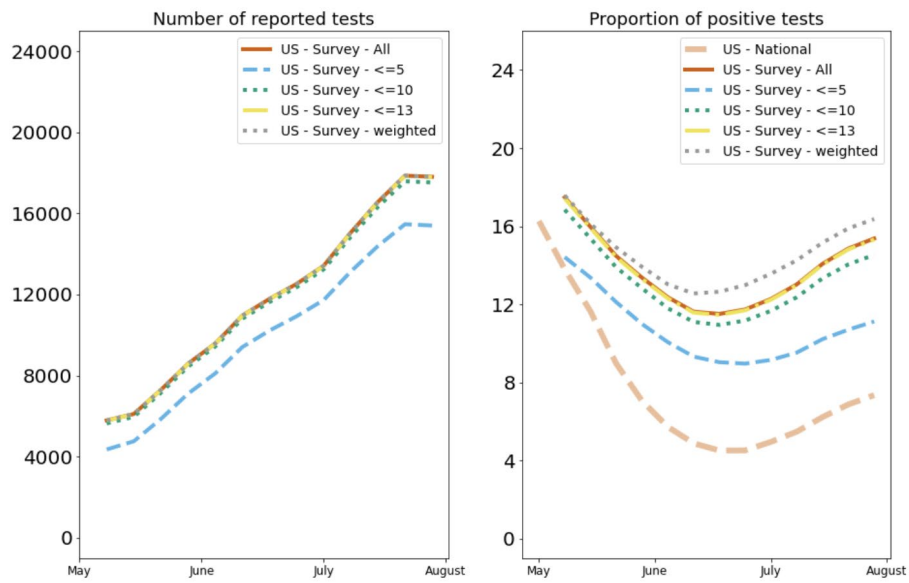 Number of reported tests
US - Survey - All
US - Survey - <=5
US - Survey - <=10
US - Survey - <=13
US - Survey - weighted
24000
20000
16000
12000
8000
4000
0
May
June
July
August
Proportion of positive tests
US - National
US - Survey - All
US - Survey - <=5
US - Survey - <=10
US - Survey - <=13
US - Survey - weighted
24
20
16
12
8
4
0
May
June
July
August